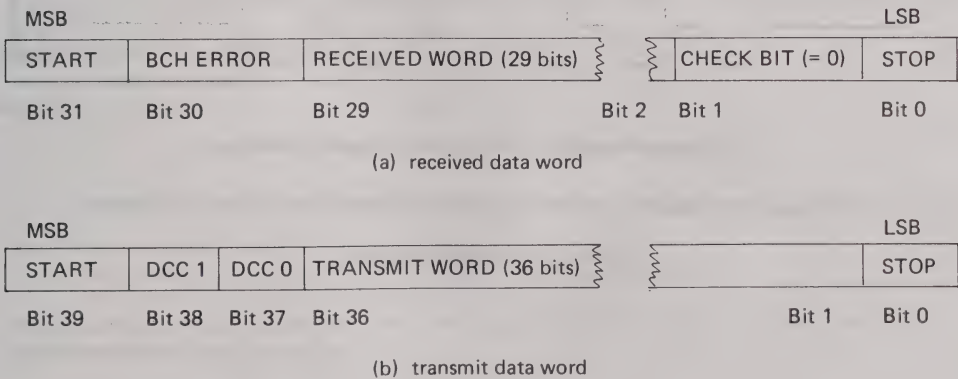 MSB LSB
START BCH ERROR RECEIVED WORD (29 bits) CHECK BIT (= 0) STOP
Bit 31 Bit 30 Bit 29 Bit 2 Bit 1 Bit 0
(a) received data word
MSB LSB
START DCC 1 DCC 0 TRANSMIT WORD (36 bits) STOP
Bit 39 Bit 38 Bit 37 Bit 36 Bit 1 Bit 0
(b) transmit data word